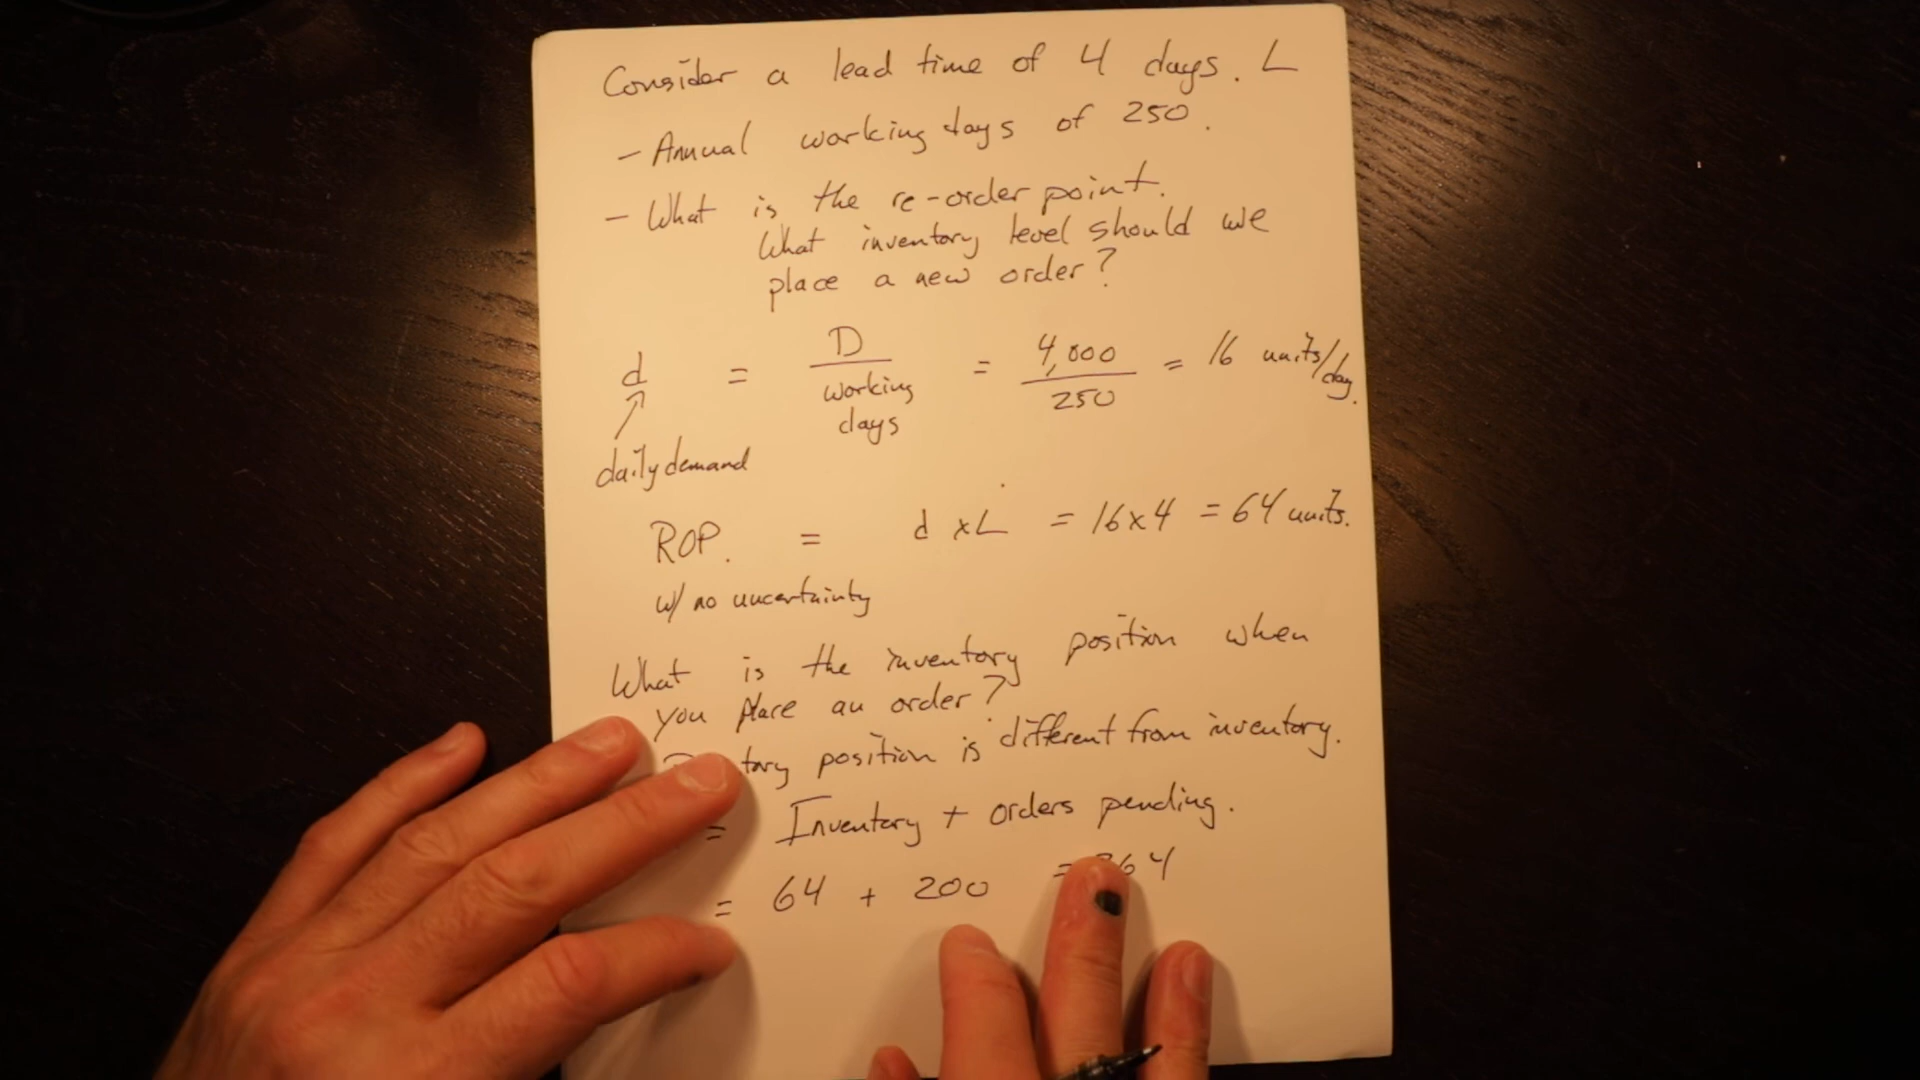 Consider a lead time of 4 days. L
- Annual working days of 250.
- What is the re-order point.
What inventory level should we
place a new order?
d = D / working days = 4,000 / 250 = 16 units/day.
daily demand
ROP. = d x L = 16 x 4 = 64 units.
w/ no uncertainty
What is the inventory position when
you place an order?
tory position is different from inventory.
= Inventory + orders pending.
= 64 + 200 = 64